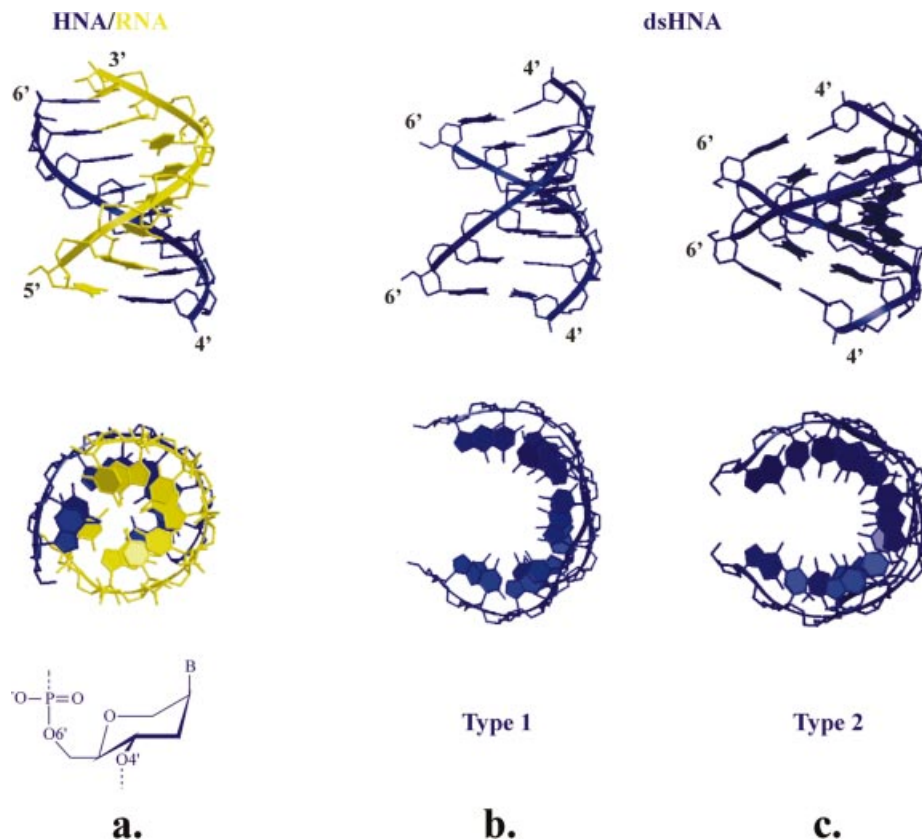 HNA/RNA
dsHNA
3’
6’
5’
4’
4’
6’
6’
4’
4’
6’
6’
4’
B
-O P O
O
O6'
O4'
Type 1
Type 2
a.
b.
c.